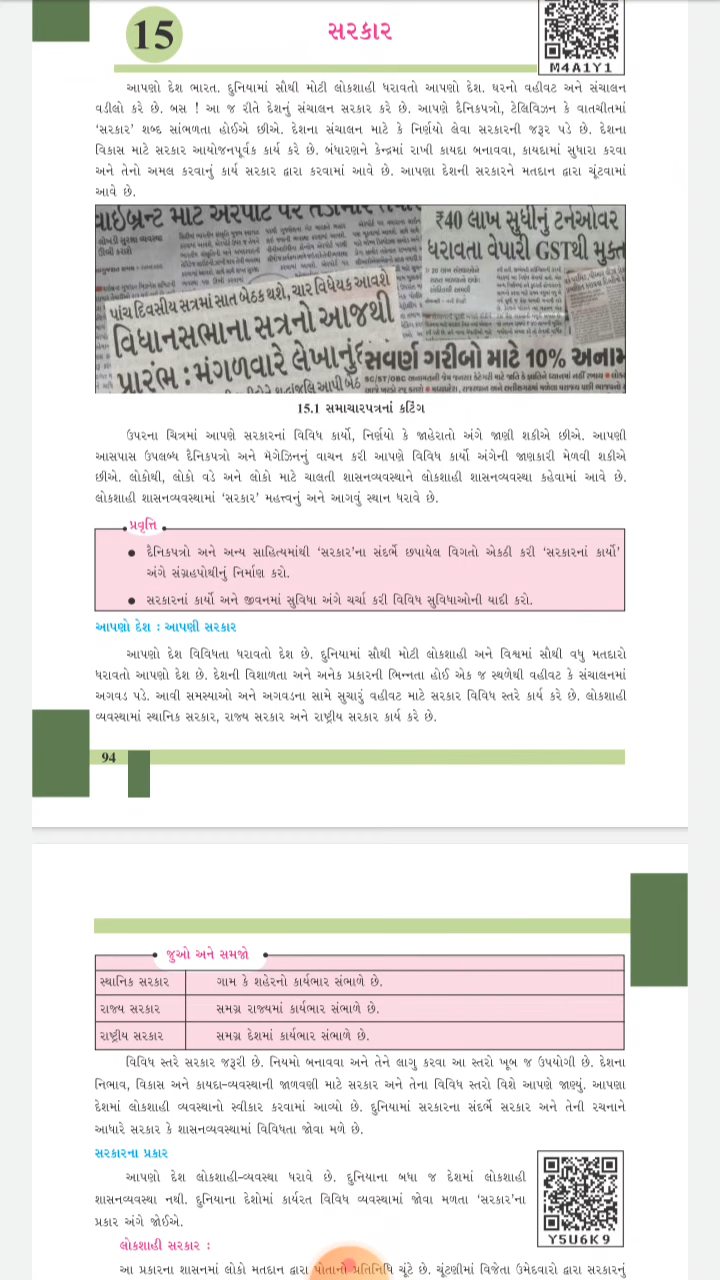 15
સરકાર
M4A1Y1
આપણો દેશ ભારત. દુનિયામાં સૌથી મોટી લોકશાહી ધરાવતો આપણો દેશ. ઘરનો વહીવટ અને સંચાલન
વડીલો કરે છે. બસ ! આ જ રીતે દેશનું સંચાલન સરકાર કરે છે. આપણે દૈનિકપત્રો, ટેલિવિઝન કે વાતચીતમાં
‘સરકાર’ શબ્દ સાંભળતા હોઈએ છીએ. દેશના સંચાલન માટે કે નિર્ણયો લેવા સરકારની જરૂર પડે છે. દેશના
વિકાસ માટે સરકાર આયોજનપૂર્વક કાર્ય કરે છે. બંધારણને કેન્દ્રમાં રાખી કાયદા બનાવવા, કાયદામાં સુધારા કરવા
અને તેનો અમલ કરવાનું કાર્ય સરકાર દ્વારા કરવામાં આવે છે. આપણા દેશની સરકારને મતદાન દ્વારા ચૂંટવામાં
આવે છે.
વાઇબ્રન્ટ માટે એરપોર્ટ પર
₹40 લાખ સુધીનું ટર્નઓવર
ધરાવતા વેપારી GSTથી મુક્ત
પાંચ દિવસીય સત્રમાં સાત બેઠક થશે, ચાર વિધેયક આવશે
વિધાનસભાના સત્રનો આજથી
પ્રારંભ : મંગળવારે લેખાનું
સવર્ણ ગરીબો માટે 10% અનામ
15.1 સમાચારપત્રનાં કટિંગ
ઉપરના ચિત્રમાં આપણે સરકારનાં વિવિધ કાર્યો, નિર્ણયો કે જાહેરાતો અંગે જાણી શકીએ છીએ. આપણી
આસપાસ ઉપલબ્ધ દૈનિકપત્રો અને મેગેઝિનનું વાચન કરી આપણે વિવિધ કાર્યો અંગેની જાણકારી મેળવી શકીએ
છીએ. લોકોથી, લોકો વડે અને લોકો માટે ચાલતી શાસનવ્યવસ્થાને લોકશાહી શાસનવ્યવસ્થા કહેવામાં આવે છે.
લોકશાહી શાસનવ્યવસ્થામાં ‘સરકાર’ મહત્ત્વનું અને આગવું સ્થાન ધરાવે છે.
પ્રવૃત્તિ
● દૈનિકપત્રો અને અન્ય સાહિત્યમાંથી ‘સરકાર’ના સંદર્ભે છપાયેલ વિગતો એકઠી કરી ‘સરકારનાં કાર્યો’
અંગે સંગ્રહપોથીનું નિર્માણ કરો.
● સરકારનાં કાર્યો અને જીવનમાં સુવિધા અંગે ચર્ચા કરી વિવિધ સુવિધાઓની યાદી કરો.
આપણો દેશ : આપણી સરકાર
આપણો દેશ વિવિધતા ધરાવતો દેશ છે. દુનિયામાં સૌથી મોટી લોકશાહી અને વિશ્વમાં સૌથી વધુ મતદારો
ધરાવતો આપણો દેશ છે. દેશની વિશાળતા અને અનેક પ્રકારની ભિન્નતા હોઈ એક જ સ્થળેથી વહીવટ કે સંચાલનમાં
અગવડ પડે. આવી સમસ્યાઓ અને અગવડના સામે સુચારું વહીવટ માટે સરકાર વિવિધ સ્તરે કાર્ય કરે છે. લોકશાહી
વ્યવસ્થામાં સ્થાનિક સરકાર, રાજ્ય સરકાર અને રાષ્ટ્રીય સરકાર કાર્ય કરે છે.
94
જુઓ અને સમજો
સ્થાનિક સરકાર ગામ કે શહેરનો કાર્યભાર સંભાળે છે.
રાજ્ય સરકાર સમગ્ર રાજ્યમાં કાર્યભાર સંભાળે છે.
રાષ્ટ્રીય સરકાર સમગ્ર દેશમાં કાર્યભાર સંભાળે છે.
વિવિધ સ્તરે સરકાર જરૂરી છે. નિયમો બનાવવા અને તેને લાગુ કરવા આ સ્તરો ખૂબ જ ઉપયોગી છે. દેશના
નિભાવ, વિકાસ અને કાયદા-વ્યવસ્થાની જાળવણી માટે સરકાર અને તેના વિવિધ સ્તરો વિશે આપણે જાણ્યું. આપણા
દેશમાં લોકશાહી વ્યવસ્થાનો સ્વીકાર કરવામાં આવ્યો છે. દુનિયામાં સરકારના સંદર્ભે સરકાર અને તેની રચનાને
આધારે સરકાર કે શાસનવ્યવસ્થામાં વિવિધતા જોવા મળે છે.
સરકારના પ્રકાર
આપણો દેશ લોકશાહી-વ્યવસ્થા ધરાવે છે. દુનિયાના બધા જ દેશમાં લોકશાહી
શાસનવ્યવસ્થા નથી. દુનિયાના દેશોમાં કાર્યરત વિવિધ વ્યવસ્થામાં જોવા મળતા ‘સરકાર’ના
પ્રકાર અંગે જોઈએ.
Y5U6K9
લોકશાહી સરકાર :
આ પ્રકારના શાસનમાં લોકો મતદાન દ્વારા પોતાનો પ્રતિનિધિ ચૂંટે છે. ચૂંટણીમાં વિજેતા ઉમેદવારો દ્વારા સરકારનું